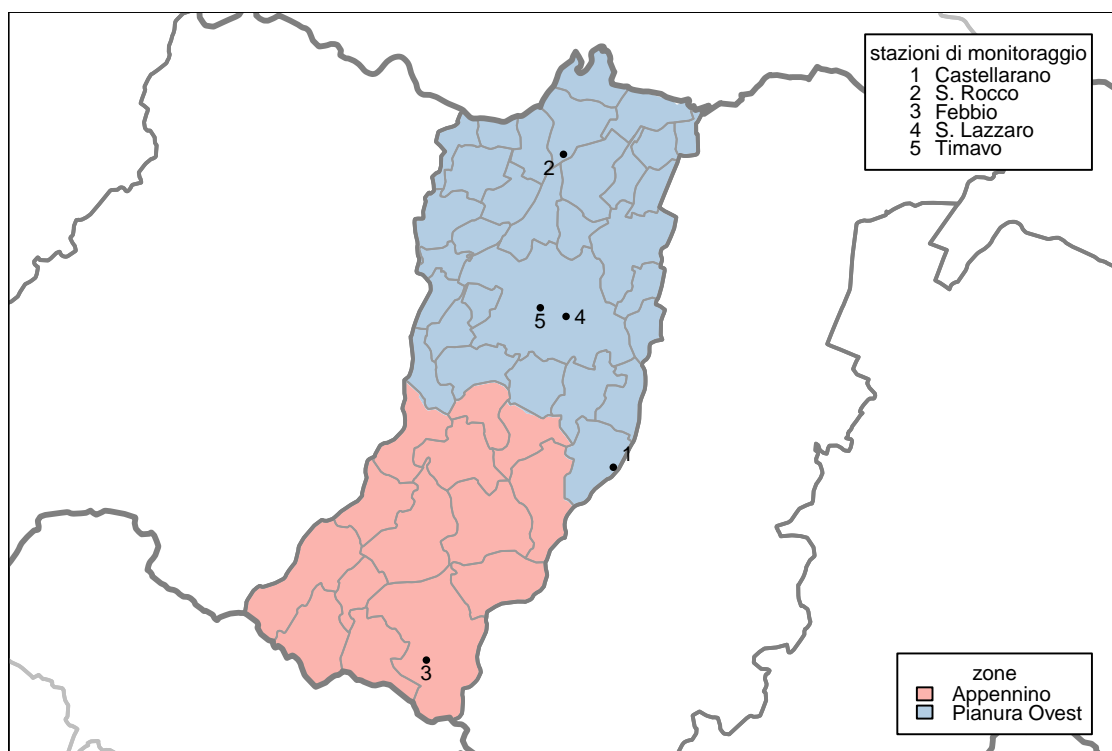 stazioni di monitoraggio
1 Castellarano
2 S. Rocco
3 Febbio
4 S. Lazzaro
5 Timavo
2
5
4
1
3
zone
Appennino
Pianura Ovest